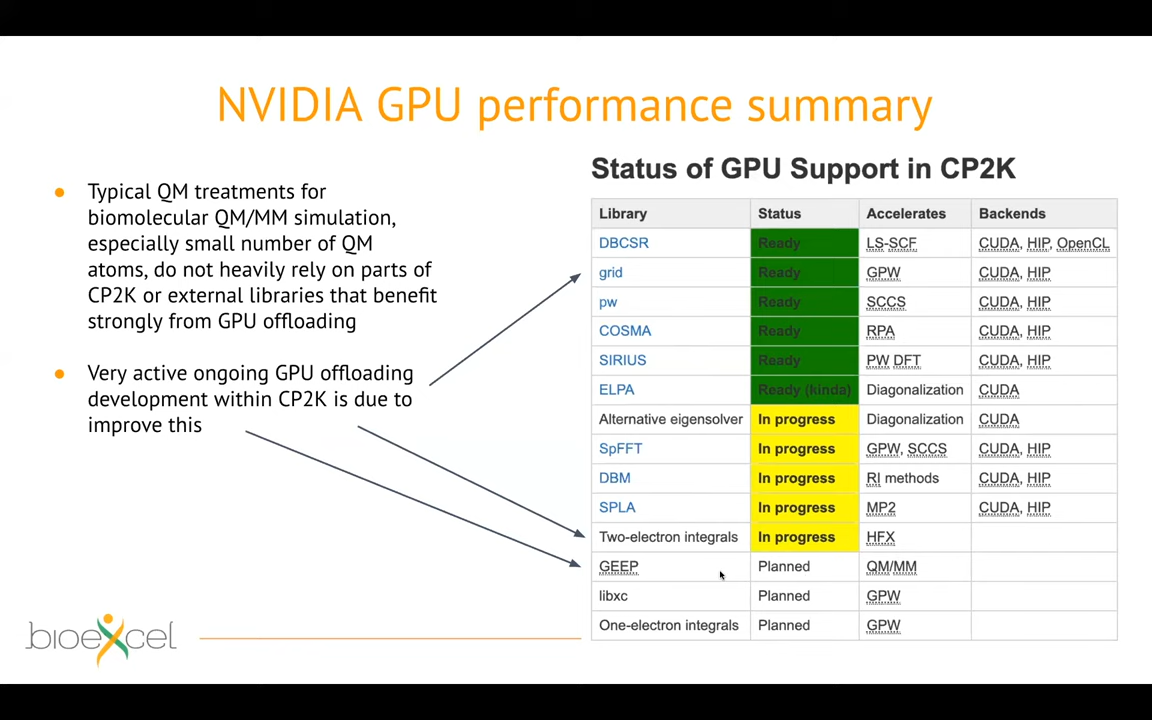 NVIDIA GPU performance summary
● Typical QM treatments for
biomolecular QM/MM simulation,
especially small number of QM
atoms, do not heavily rely on parts of
CP2K or external libraries that benefit
strongly from GPU offloading
● Very active ongoing GPU offloading
development within CP2K is due to
improve this
Status of GPU Support in CP2K
Library Status Accelerates Backends
DBCSR Ready LS-SCF CUDA, HIP, OpenCL
grid Ready GPW CUDA, HIP
pw Ready SCCS CUDA, HIP
COSMA Ready RPA CUDA, HIP
SIRIUS Ready PW DFT CUDA, HIP
ELPA Ready (kinda) Diagonalization CUDA
Alternative eigensolver In progress Diagonalization CUDA
SpFFT In progress GPW, SCCS CUDA, HIP
DBM In progress RI methods CUDA, HIP
SPLA In progress MP2 CUDA, HIP
Two-electron integrals In progress HFX
GEEP Planned QM/MM
libxc Planned GPW
One-electron integrals Planned GPW
bioexcel